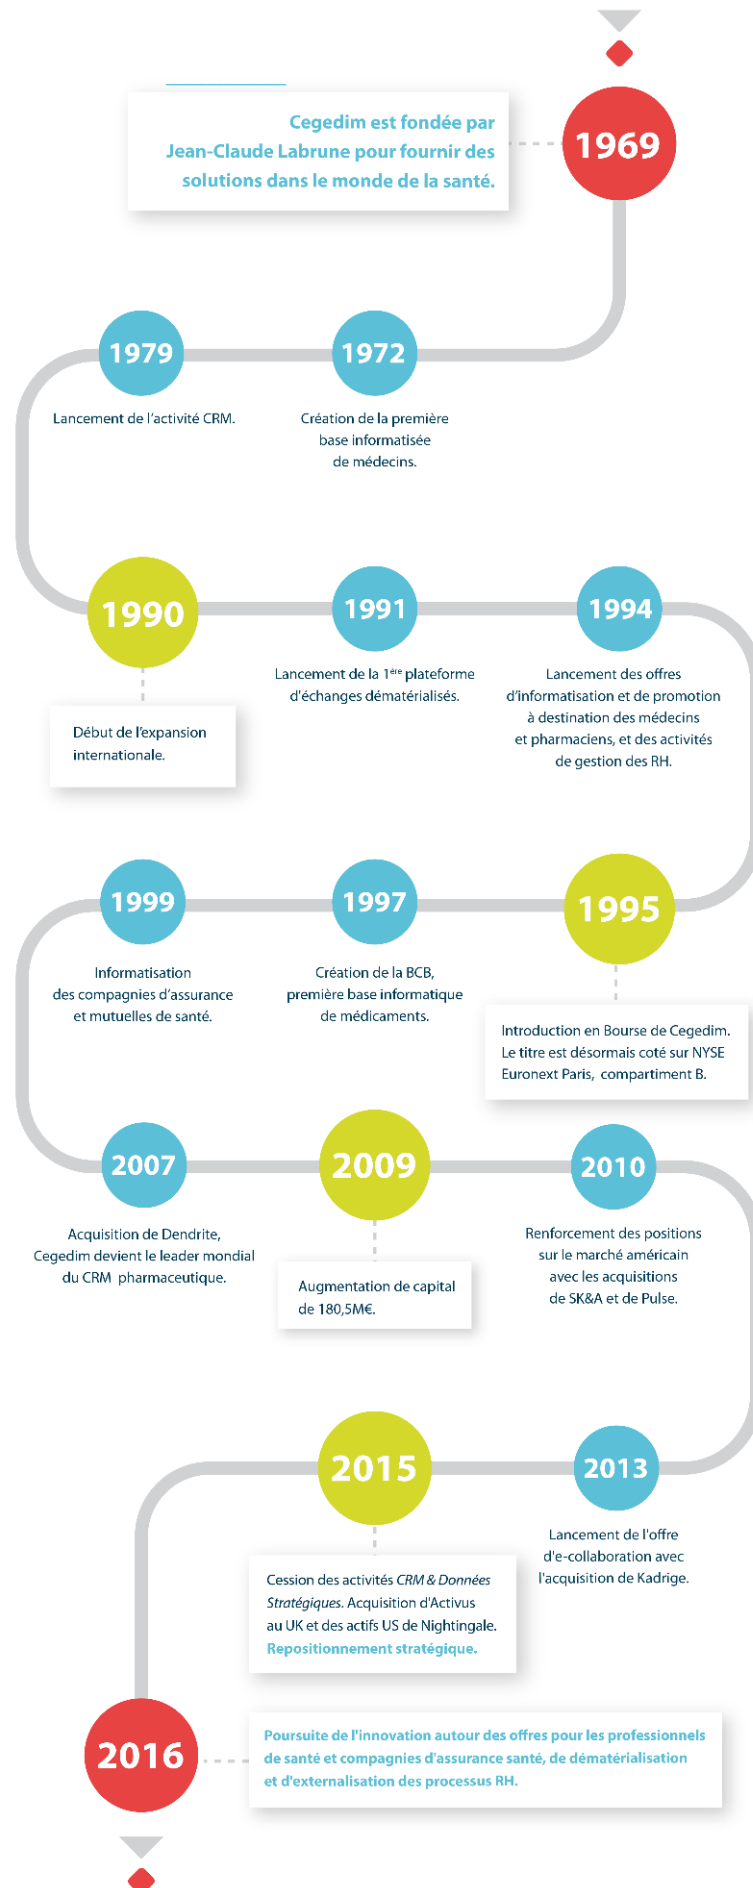 1969
Cegedim est fondée par
Jean-Claude Labrune pour fournir des
solutions dans le monde de la santé.
1972
Création de la première
base informatisée
de médecins.
1979
Lancement de l'activité CRM.
1990
Début de l'expansion
internationale.
1991
Lancement de la 1ère plateforme
d'échanges dématérialisés.
1994
Lancement des offres
d'informatisation et de promotion
à destination des médecins
et pharmaciens, et des activités
de gestion des RH.
1995
Introduction en Bourse de Cegedim.
Le titre est désormais coté sur NYSE
Euronext Paris, compartiment B.
1997
Création de la BCB,
première base informatique
de médicaments.
1999
Informatisation
des compagnies d'assurance
et mutuelles de santé.
2007
Acquisition de Dendrite,
Cegedim devient le leader mondial
du CRM pharmaceutique.
2009
Augmentation de capital
de 180,5M€.
2010
Renforcement des positions
sur le marché américain
avec les acquisitions
de SK&A et de Pulse.
2013
Lancement de l'offre
d'e-collaboration avec
l'acquisition de Kadrige.
2015
Cession des activités CRM & Données
Stratégiques. Acquisition d'Activus
au UK et des actifs US de Nightingale.
Repositionnement stratégique.
2016
Poursuite de l'innovation autour des offres pour les professionnels
de santé et compagnies d'assurance santé, de dématérialisation
et d'externalisation des processus RH.